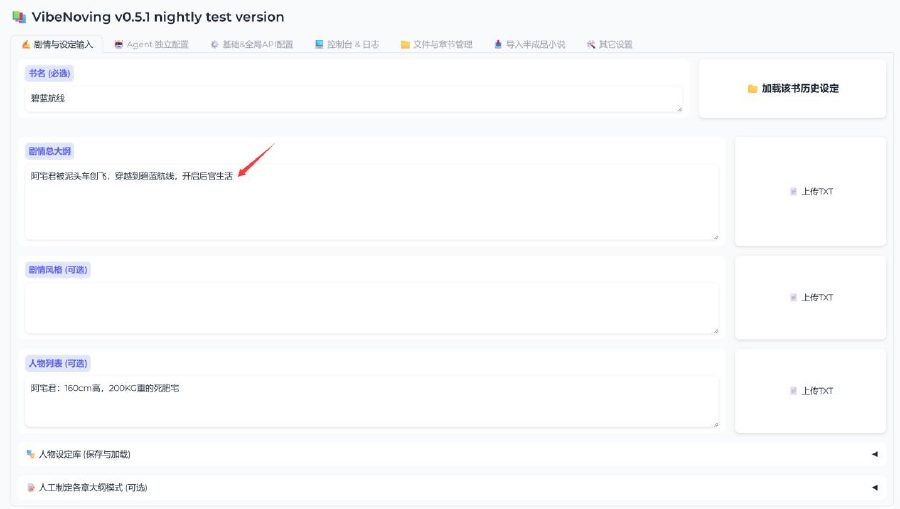 VibeNoving v0.5.1 nightly test version
剧情与设定输入 Agent 独立配置 基础&全局API配置 控制台 & 日志 文件与章节管理 导入半成品小说 其它设置
书名 (必选)
碧蓝航线
加载该书历史设定
剧情总大纲
阿宅君被泥头车创飞，穿越到碧蓝航线，开启后宫生活
上传TXT
剧情风格 (可选)
上传TXT
人物列表 (可选)
阿宅君：160cm高，200KG重的死肥宅
上传TXT
人物设定库 (保存与加载)
人工制定各章大纲模式 (可选)